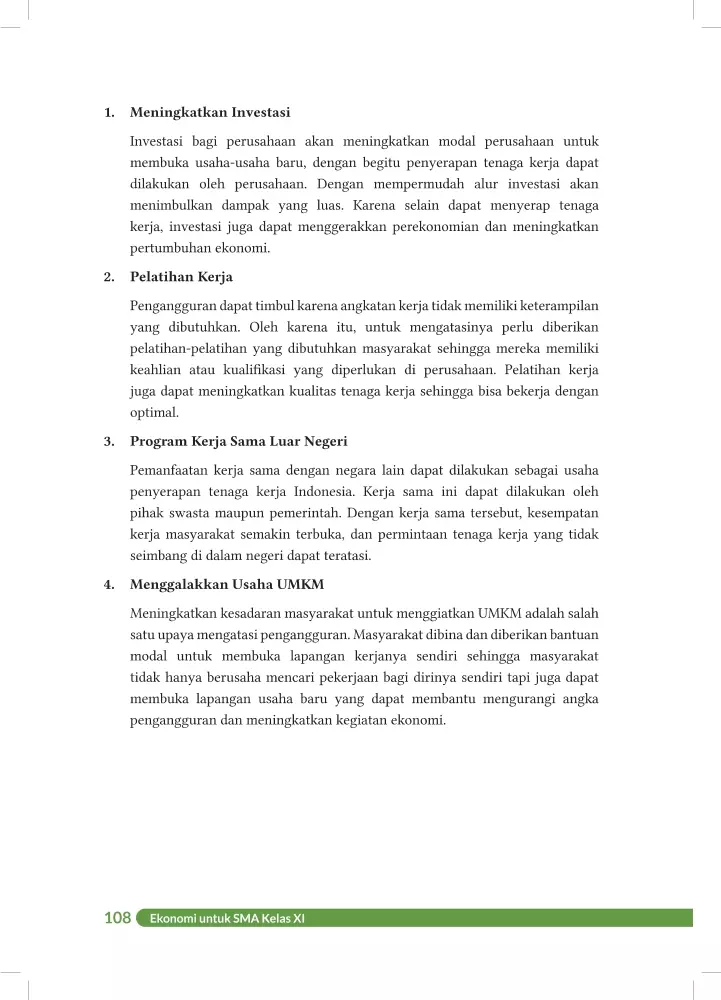 1. Meningkatkan Investasi
Investasi bagi perusahaan akan meningkatkan modal perusahaan untuk
membuka usaha-usaha baru, dengan begitu penyerapan tenaga kerja dapat
dilakukan oleh perusahaan. Dengan mempermudah alur investasi akan
menimbulkan dampak yang luas. Karena selain dapat menyerap tenaga
kerja, investasi juga dapat menggerakkan perekonomian dan meningkatkan
pertumbuhan ekonomi.
2. Pelatihan Kerja
Pengangguran dapat timbul karena angkatan kerja tidak memiliki keterampilan
yang dibutuhkan. Oleh karena itu, untuk mengatasinya perlu diberikan
pelatihan-pelatihan yang dibutuhkan masyarakat sehingga mereka memiliki
keahlian atau kualifikasi yang diperlukan di perusahaan. Pelatihan kerja
juga dapat meningkatkan kualitas tenaga kerja sehingga bisa bekerja dengan
optimal.
3. Program Kerja Sama Luar Negeri
Pemanfaatan kerja sama dengan negara lain dapat dilakukan sebagai usaha
penyerapan tenaga kerja Indonesia. Kerja sama ini dapat dilakukan oleh
pihak swasta maupun pemerintah. Dengan kerja sama tersebut, kesempatan
kerja masyarakat semakin terbuka, dan permintaan tenaga kerja yang tidak
seimbang di dalam negeri dapat teratasi.
4. Menggalakkan Usaha UMKM
Meningkatkan kesadaran masyarakat untuk menggiatkan UMKM adalah salah
satu upaya mengatasi pengangguran. Masyarakat dibina dan diberikan bantuan
modal untuk membuka lapangan kerjanya sendiri sehingga masyarakat
tidak hanya berusaha mencari pekerjaan bagi dirinya sendiri tapi juga dapat
membuka lapangan usaha baru yang dapat membantu mengurangi angka
pengangguran dan meningkatkan kegiatan ekonomi.
108 Ekonomi untuk SMA Kelas XI